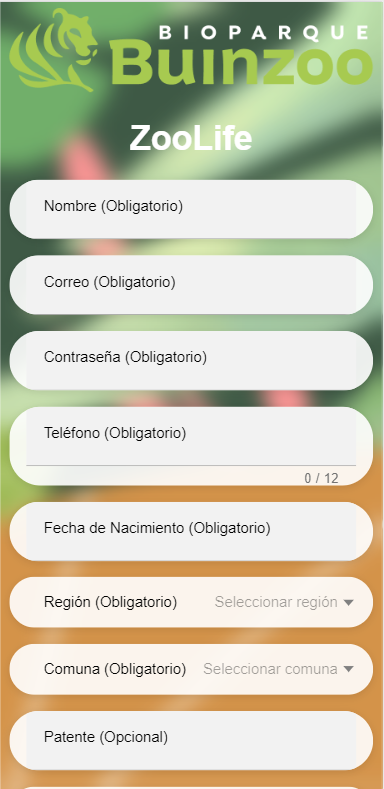 BIOPARQUE
Buinzoo
ZooLife
Nombre (Obligatorio)
Correo (Obligatorio)
Contraseña (Obligatorio)
Teléfono (Obligatorio)
0 / 12
Fecha de Nacimiento (Obligatorio)
Región (Obligatorio) Seleccionar región
Comuna (Obligatorio) Seleccionar comuna
Patente (Opcional)